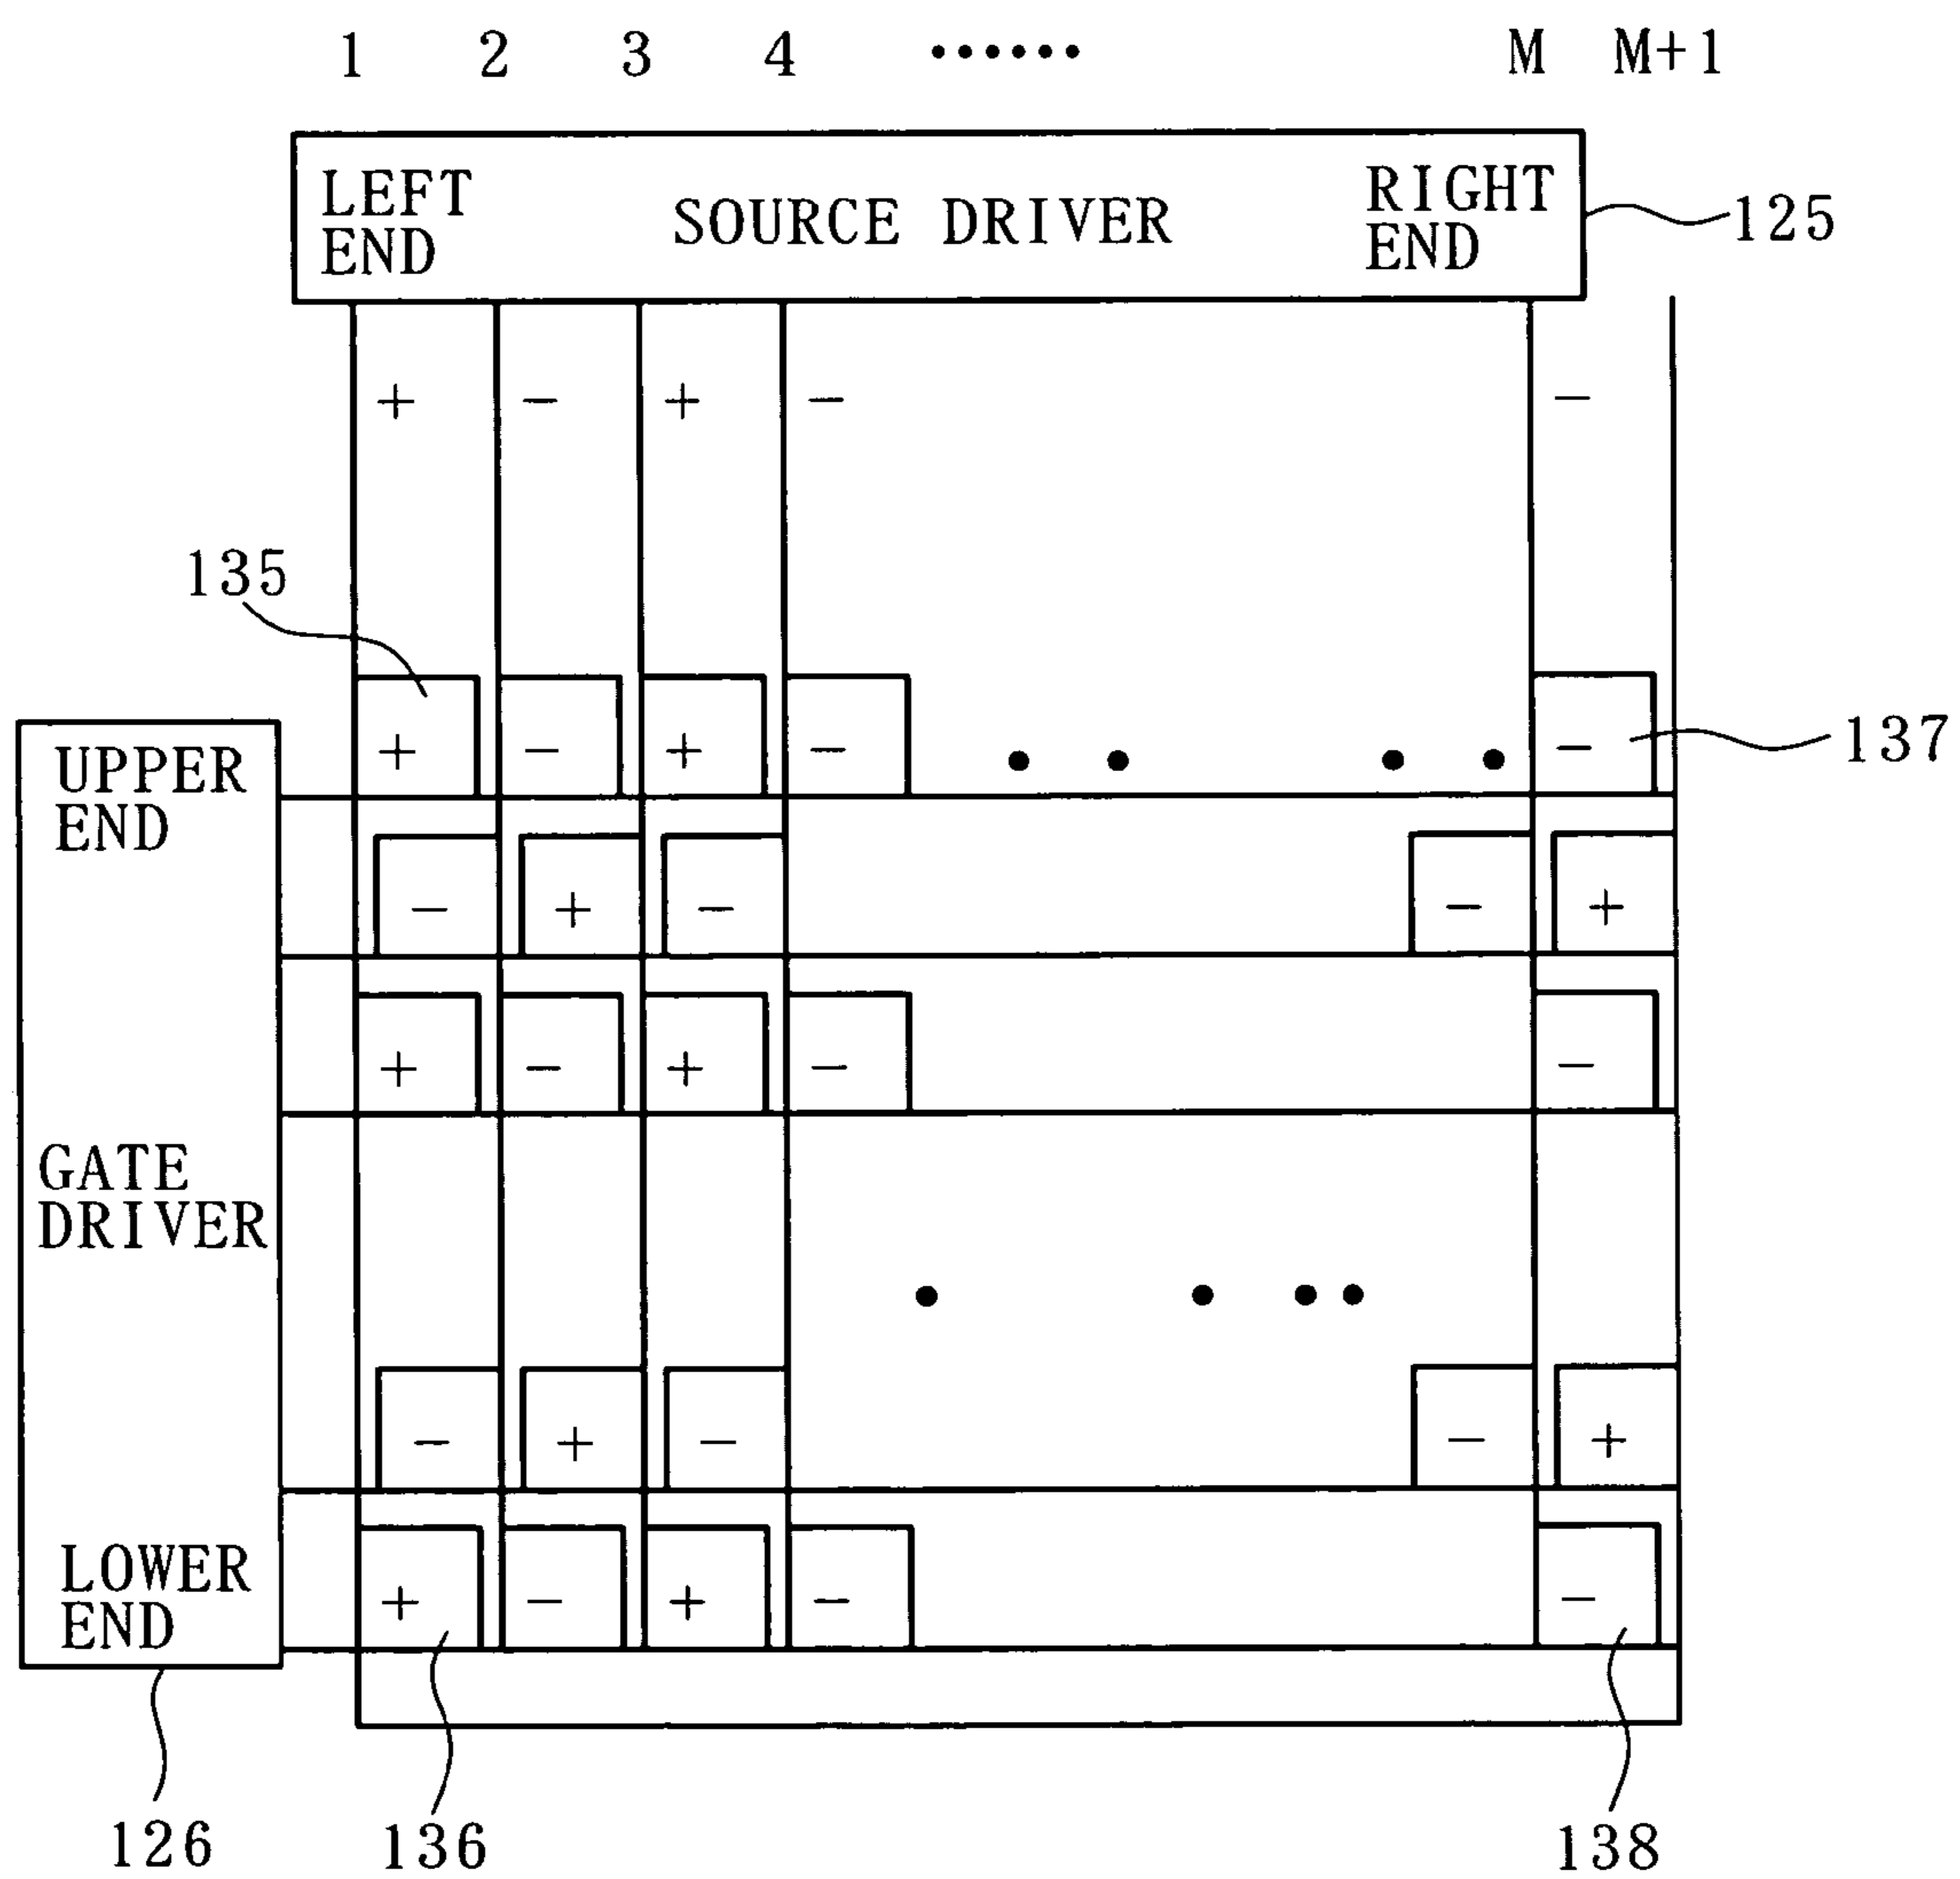 1 2 3 4 •••••• M M+1
LEFT
END
SOURCE DRIVER
RIGHT
END
125
+ − + − −
135
+ − + − • • • • −
137
UPPER
END
− + − − +
+ − + − −
GATE
DRIVER
• • • •
− + − − +
LOWER
END
+ − + − −
126
136
138